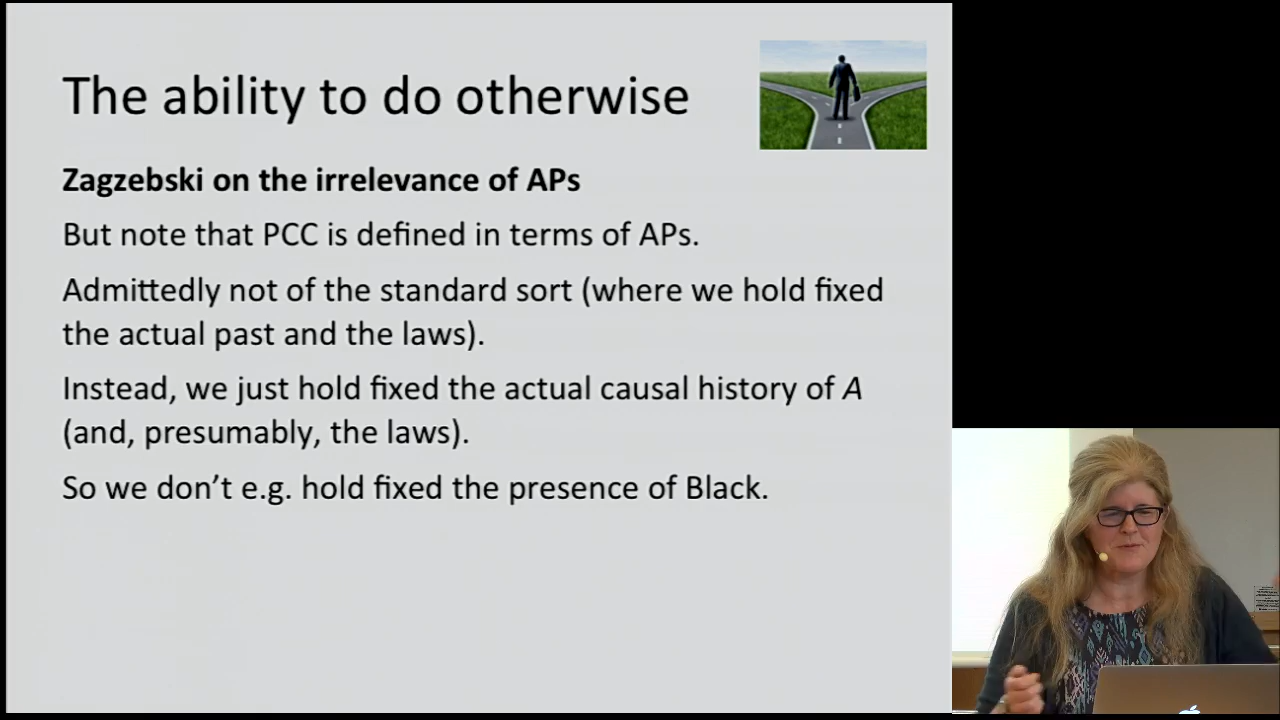 The ability to do otherwise
Zagzebski on the irrelevance of APs
But note that PCC is defined in terms of APs.
Admittedly not of the standard sort (where we hold fixed
the actual past and the laws).
Instead, we just hold fixed the actual causal history of A
(and, presumably, the laws).
So we don't e.g. hold fixed the presence of Black.